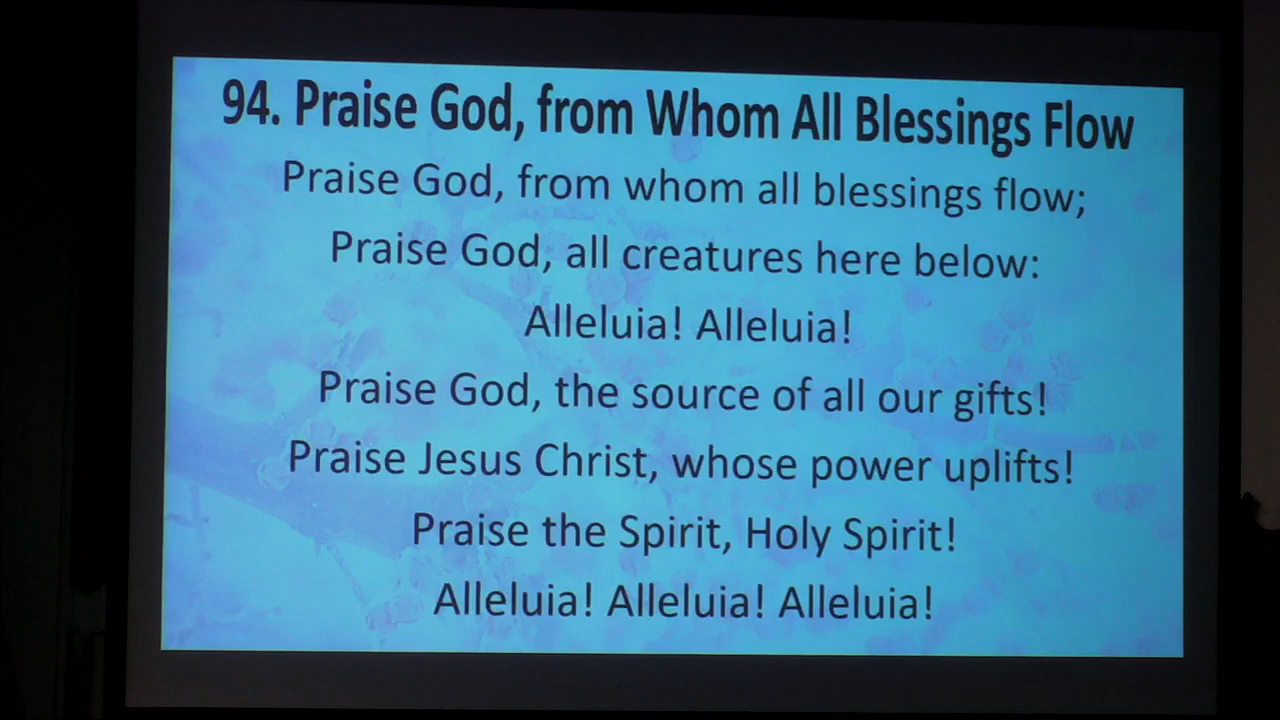 94. Praise God, from Whom All Blessings Flow
Praise God, from whom all blessings flow;
Praise God, all creatures here below:
Alleluia! Alleluia!
Praise God, the source of all our gifts!
Praise Jesus Christ, whose power uplifts!
Praise the Spirit, Holy Spirit!
Alleluia! Alleluia! Alleluia!